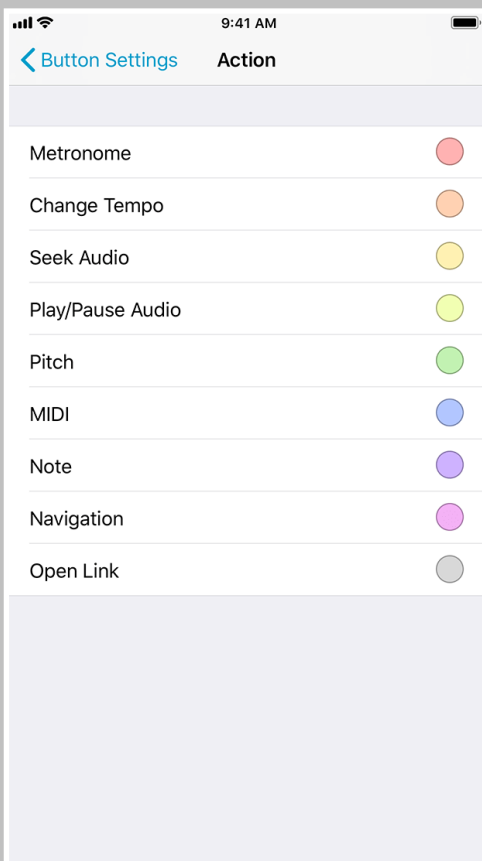 9:41 AM
Button Settings Action
Metronome
Change Tempo
Seek Audio
Play/Pause Audio
Pitch
MIDI
Note
Navigation
Open Link